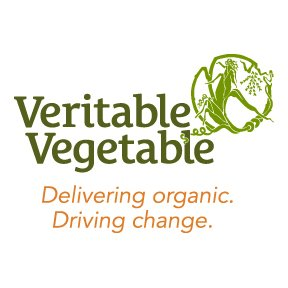 Veritable
Vegetable
Delivering organic.
Driving change.